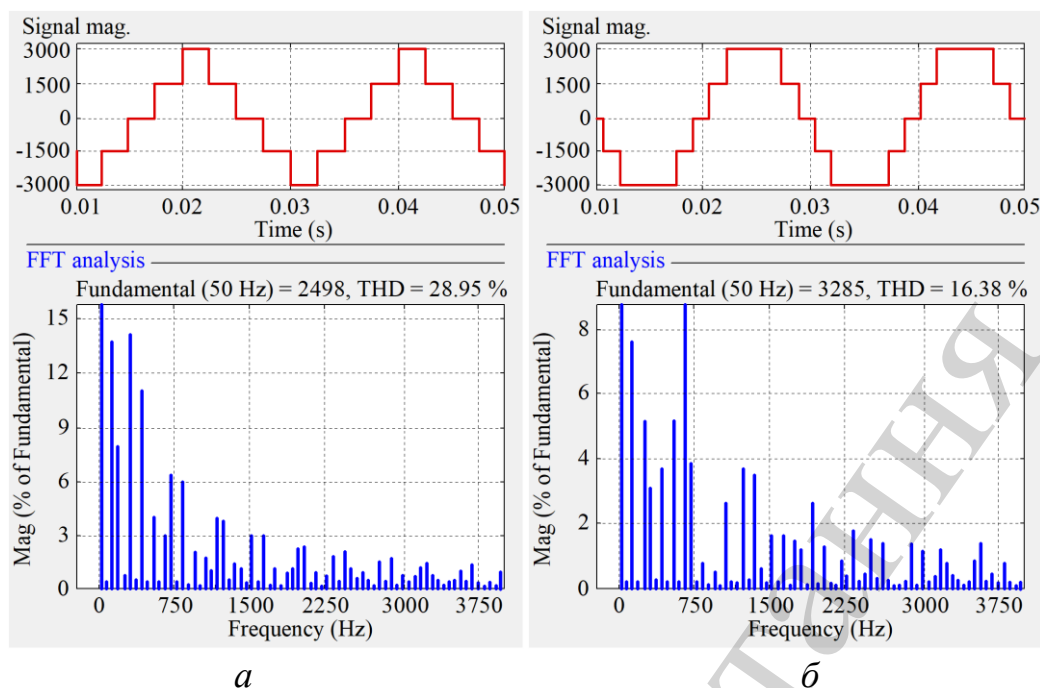 Signal mag.
3000
1500
0
-1500
-3000
0.01 0.02 0.03 0.04 0.05
Time (s)
FFT analysis
Fundamental (50 Hz) = 2498, THD = 28.95 %
15
12
9
6
3
0
Mag (% of Fundamental)
0 750 1500 2250 3000 3750
Frequency (Hz)
а
Signal mag.
3000
1500
0
-1500
-3000
0.01 0.02 0.03 0.04 0.05
Time (s)
FFT analysis
Fundamental (50 Hz) = 3285, THD = 16.38 %
8
6
4
2
0
Mag (% of Fundamental)
0 750 1500 2250 3000 3750
Frequency (Hz)
б